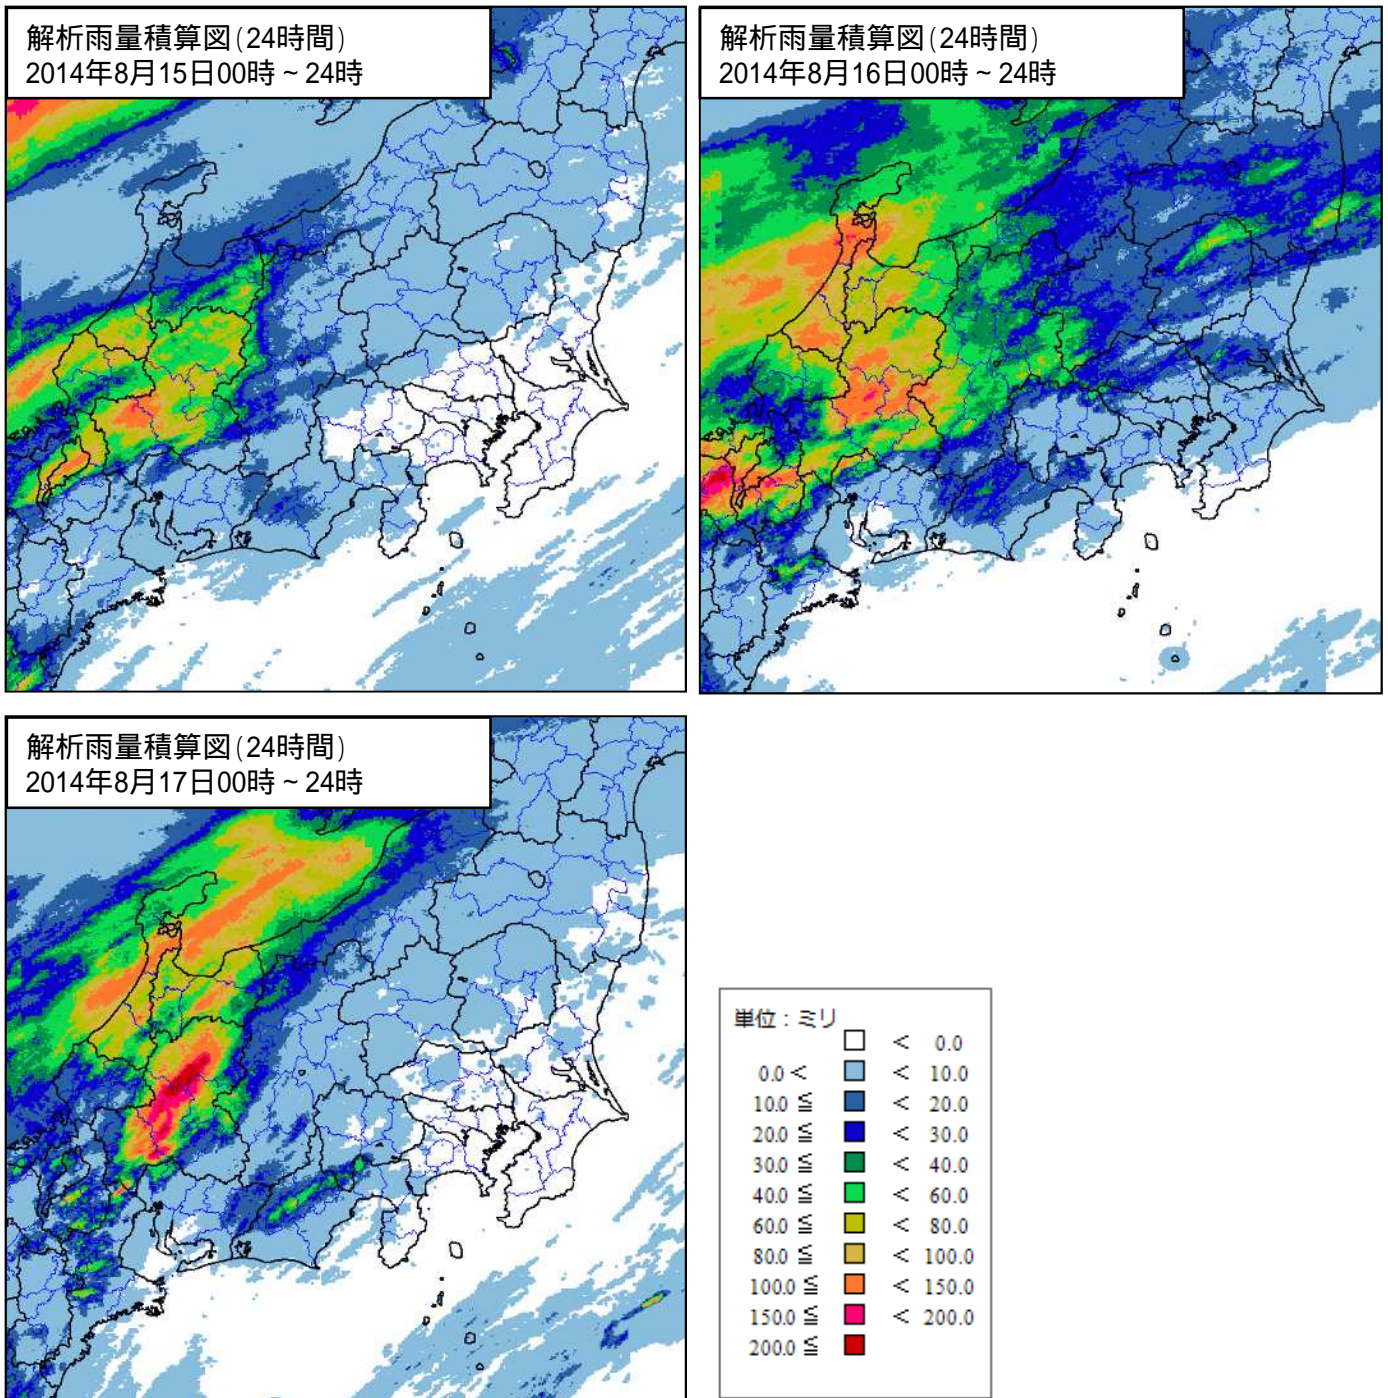 解析雨量積算図(24時間)
2014年8月15日00時~24時
解析雨量積算図(24時間)
2014年8月16日00時~24時
解析雨量積算図(24時間)
2014年8月17日00時~24時
単位：ミリ
< 0.0
0.0 < < 10.0
10.0 ≦ < 20.0
20.0 ≦ < 30.0
30.0 ≦ < 40.0
40.0 ≦ < 60.0
60.0 ≦ < 80.0
80.0 ≦ < 100.0
100.0 ≦ < 150.0
150.0 ≦ < 200.0
200.0 ≦